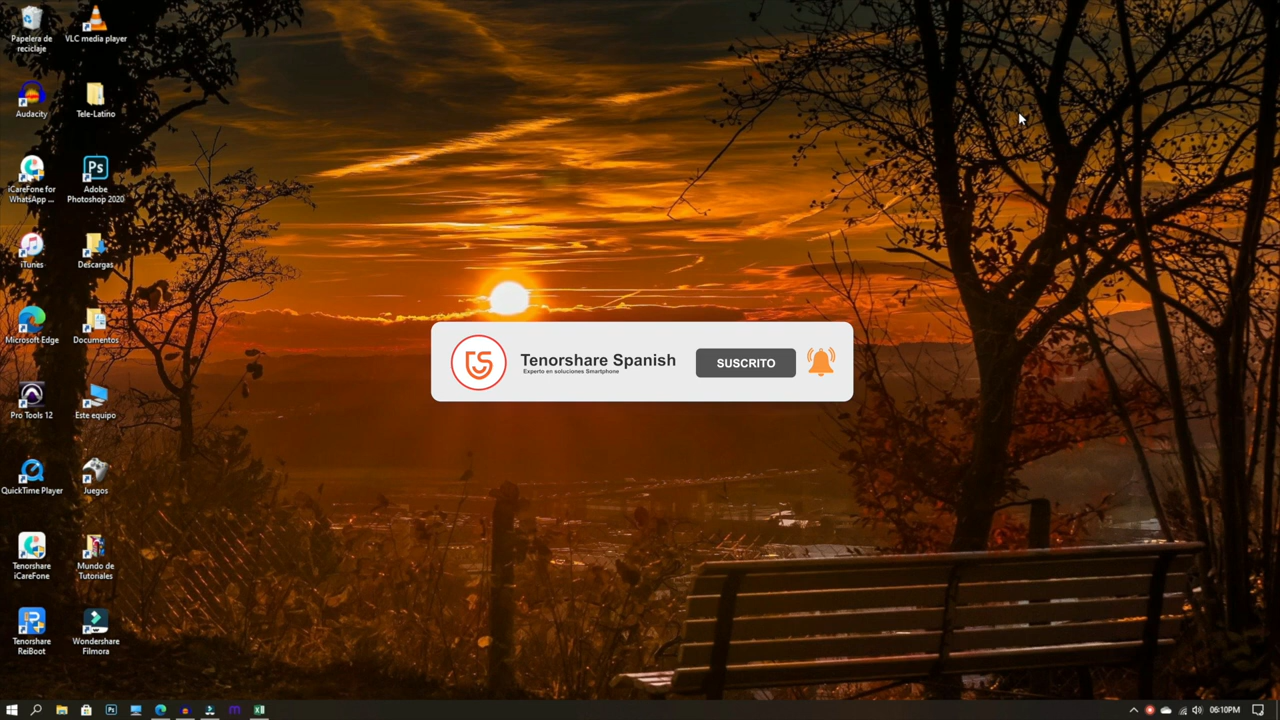 Papelera de
reciclaje
VLC media player
Audacity
Tele-Latino
iCareFone for
WhatsApp ...
Ps
Adobe
Photoshop 2020
iTunes
Descargas
Microsoft Edge
Documentos
Tenorshare Spanish
Experto en soluciones Smartphone
SUSCRITO
Pro Tools 12
Este equipo
QuickTime Player
Juegos
Tenorshare
iCareFone
Mundo de
Tutoriales
Tenorshare
ReiBoot
Wondershare
Filmora
06:10PM